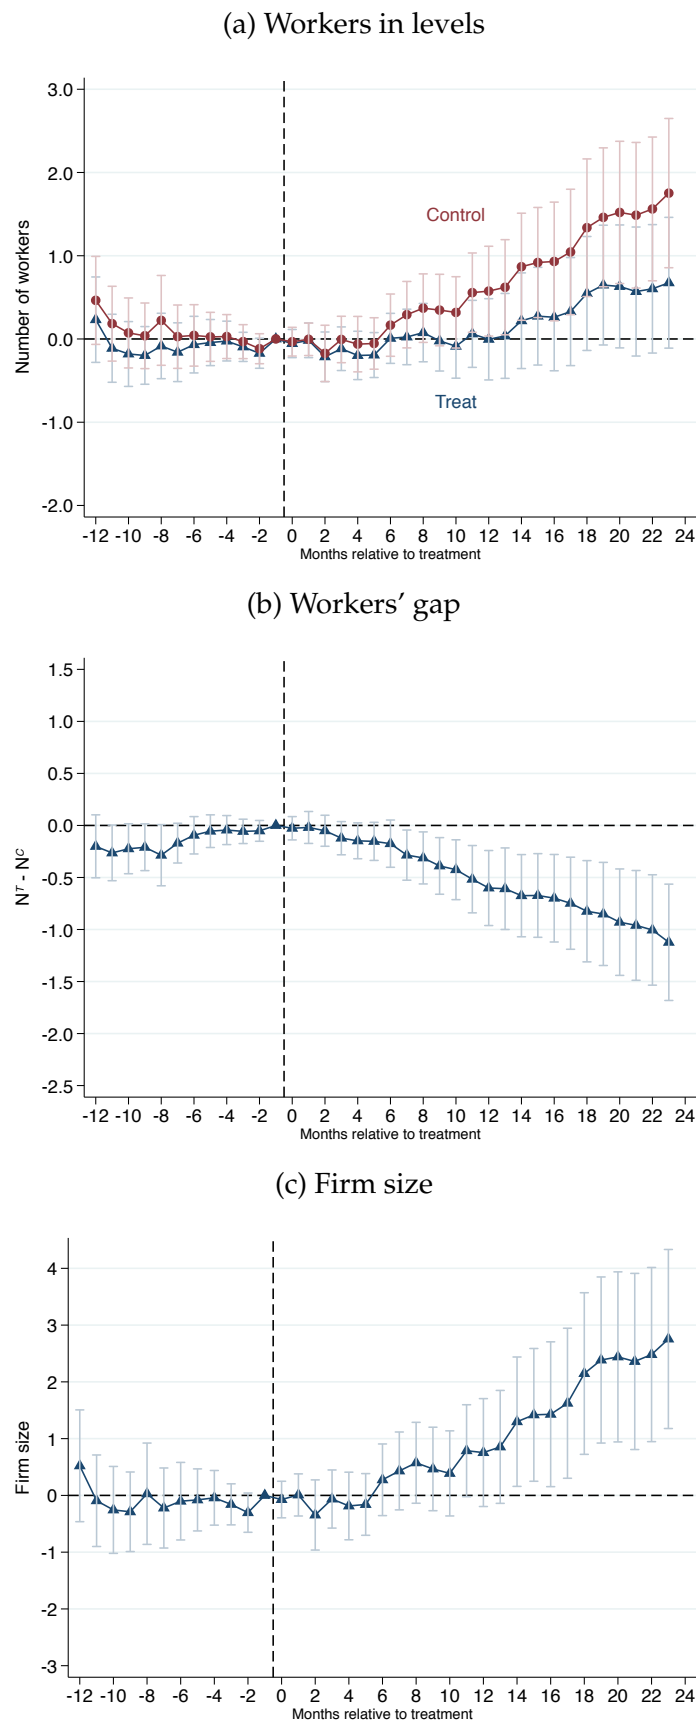 (a) Workers in levels
3.0
2.0
1.0
0.0
-1.0
-2.0
Number of workers
Control
Treat
-12 -10 -8 -6 -4 -2 0 2 4 6 8 10 12 14 16 18 20 22 24
Months relative to treatment
(b) Workers’ gap
1.5
1.0
0.5
0.0
-0.5
-1.0
-1.5
-2.0
-2.5
Nᵀ - Nᶜ
-12 -10 -8 -6 -4 -2 0 2 4 6 8 10 12 14 16 18 20 22 24
Months relative to treatment
(c) Firm size
4
3
2
1
0
-1
-2
-3
Firm size
-12 -10 -8 -6 -4 -2 0 2 4 6 8 10 12 14 16 18 20 22 24
Months relative to treatment